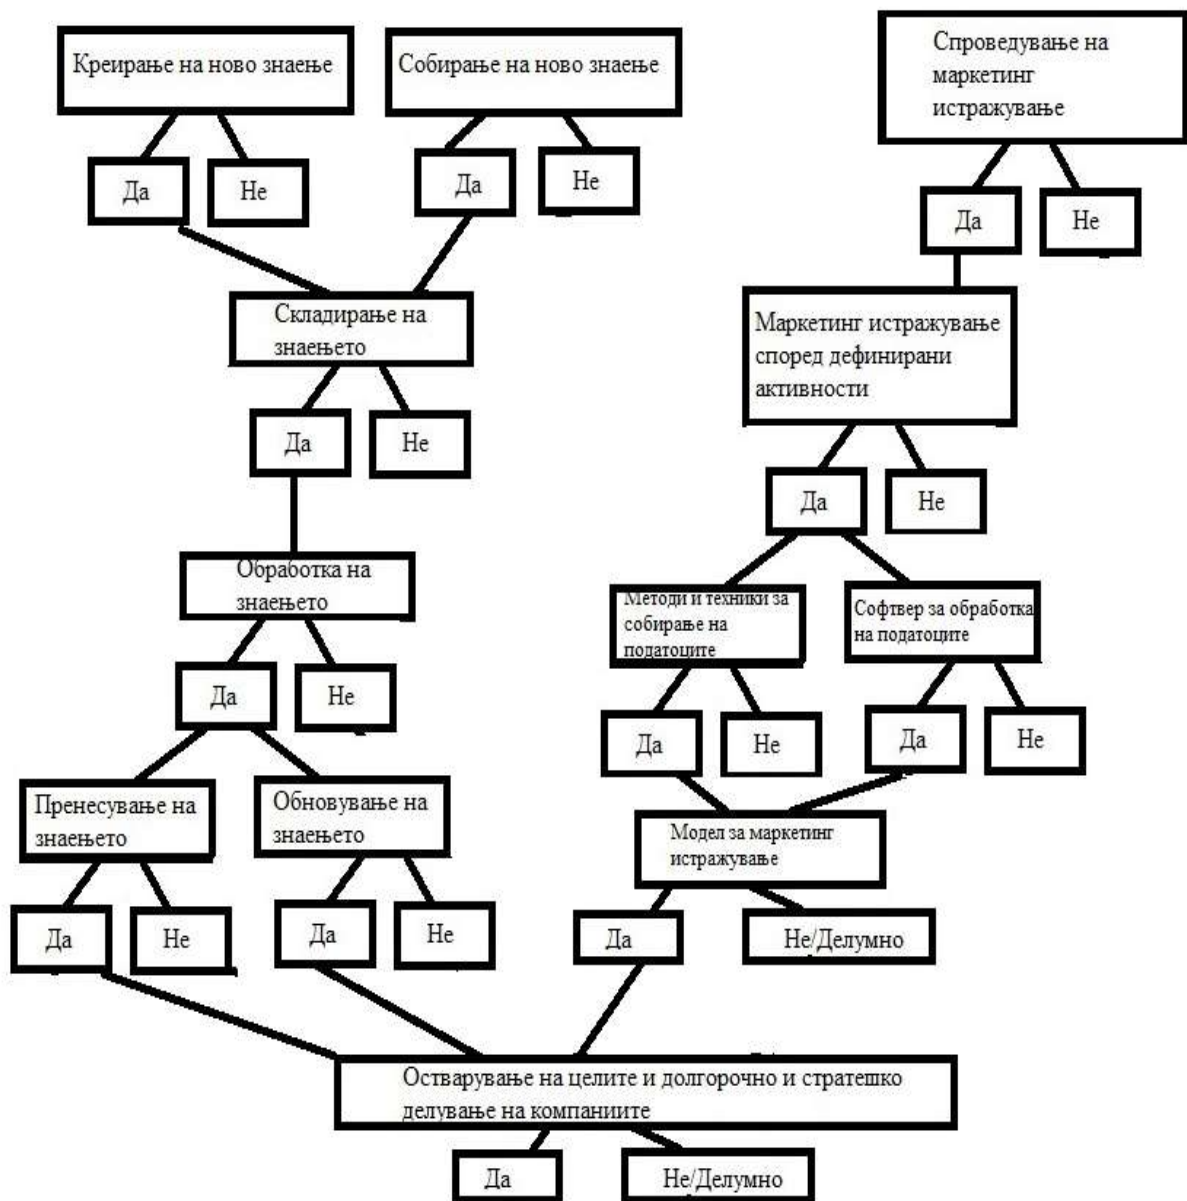 Креирање на ново знаење
Собирање на ново знаење
Спроведување на
маркетинг
истражување
Да
Не
Да
Не
Да
Не
Складирање на
знаењето
Маркетинг истражување
според дефинирани
активности
Да
Не
Да
Не
Обработка на
знаењето
Методи и техники за
собирање на
податоците
Софтвер за обработка
на податоците
Да
Не
Да
Не
Да
Не
Пренесување на
знаењето
Обновување на
знаењето
Модел за маркетинг
истражување
Да
Не
Да
Не
Да
Не/Делумно
Остварување на целите и долгорочно и стратешко
делување на компаниите
Да
Не/Делумно